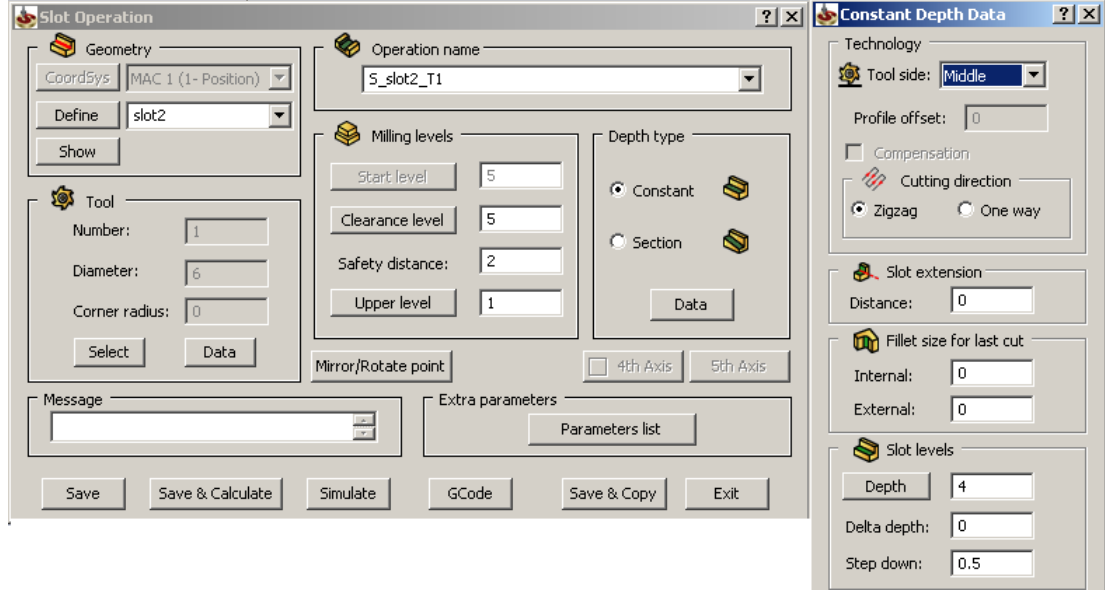 Slot Operation
Geometry
CoordSys MAC 1 (1- Position)
Define slot2
Show
Operation name
S_slot2_T1
Tool
Number: 1
Diameter: 6
Corner radius: 0
Select Data
Milling levels
Start level 5
Clearance level 5
Safety distance: 2
Upper level 1
Depth type
Constant
Section
Data
Mirror/Rotate point
4th Axis 5th Axis
Message
Extra parameters
Parameters list
Save Save & Calculate Simulate GCode Save & Copy Exit
Constant Depth Data
Technology
Tool side: Middle
Profile offset: 0
Compensation
Cutting direction
Zigzag One way
Slot extension
Distance: 0
Fillet size for last cut
Internal: 0
External: 0
Slot levels
Depth 4
Delta depth: 0
Step down: 0.5